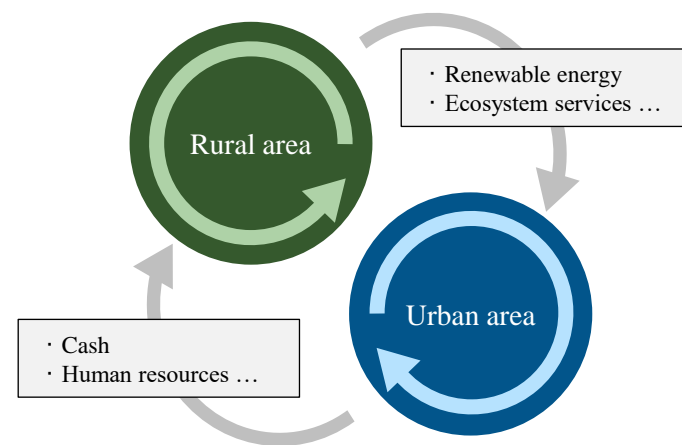 · Renewable energy
· Ecosystem services …
Rural area
Urban area
· Cash
· Human resources …